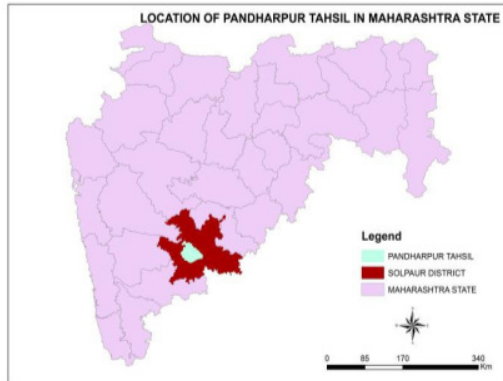 LOCATION OF PANDHARPUR TAHSIL IN MAHARASHTRA STATE
Legend
PANDHARPUR TAHSIL
SOLPAUR DISTRICT
MAHARASHTRA STATE
0 85 170 340
Km